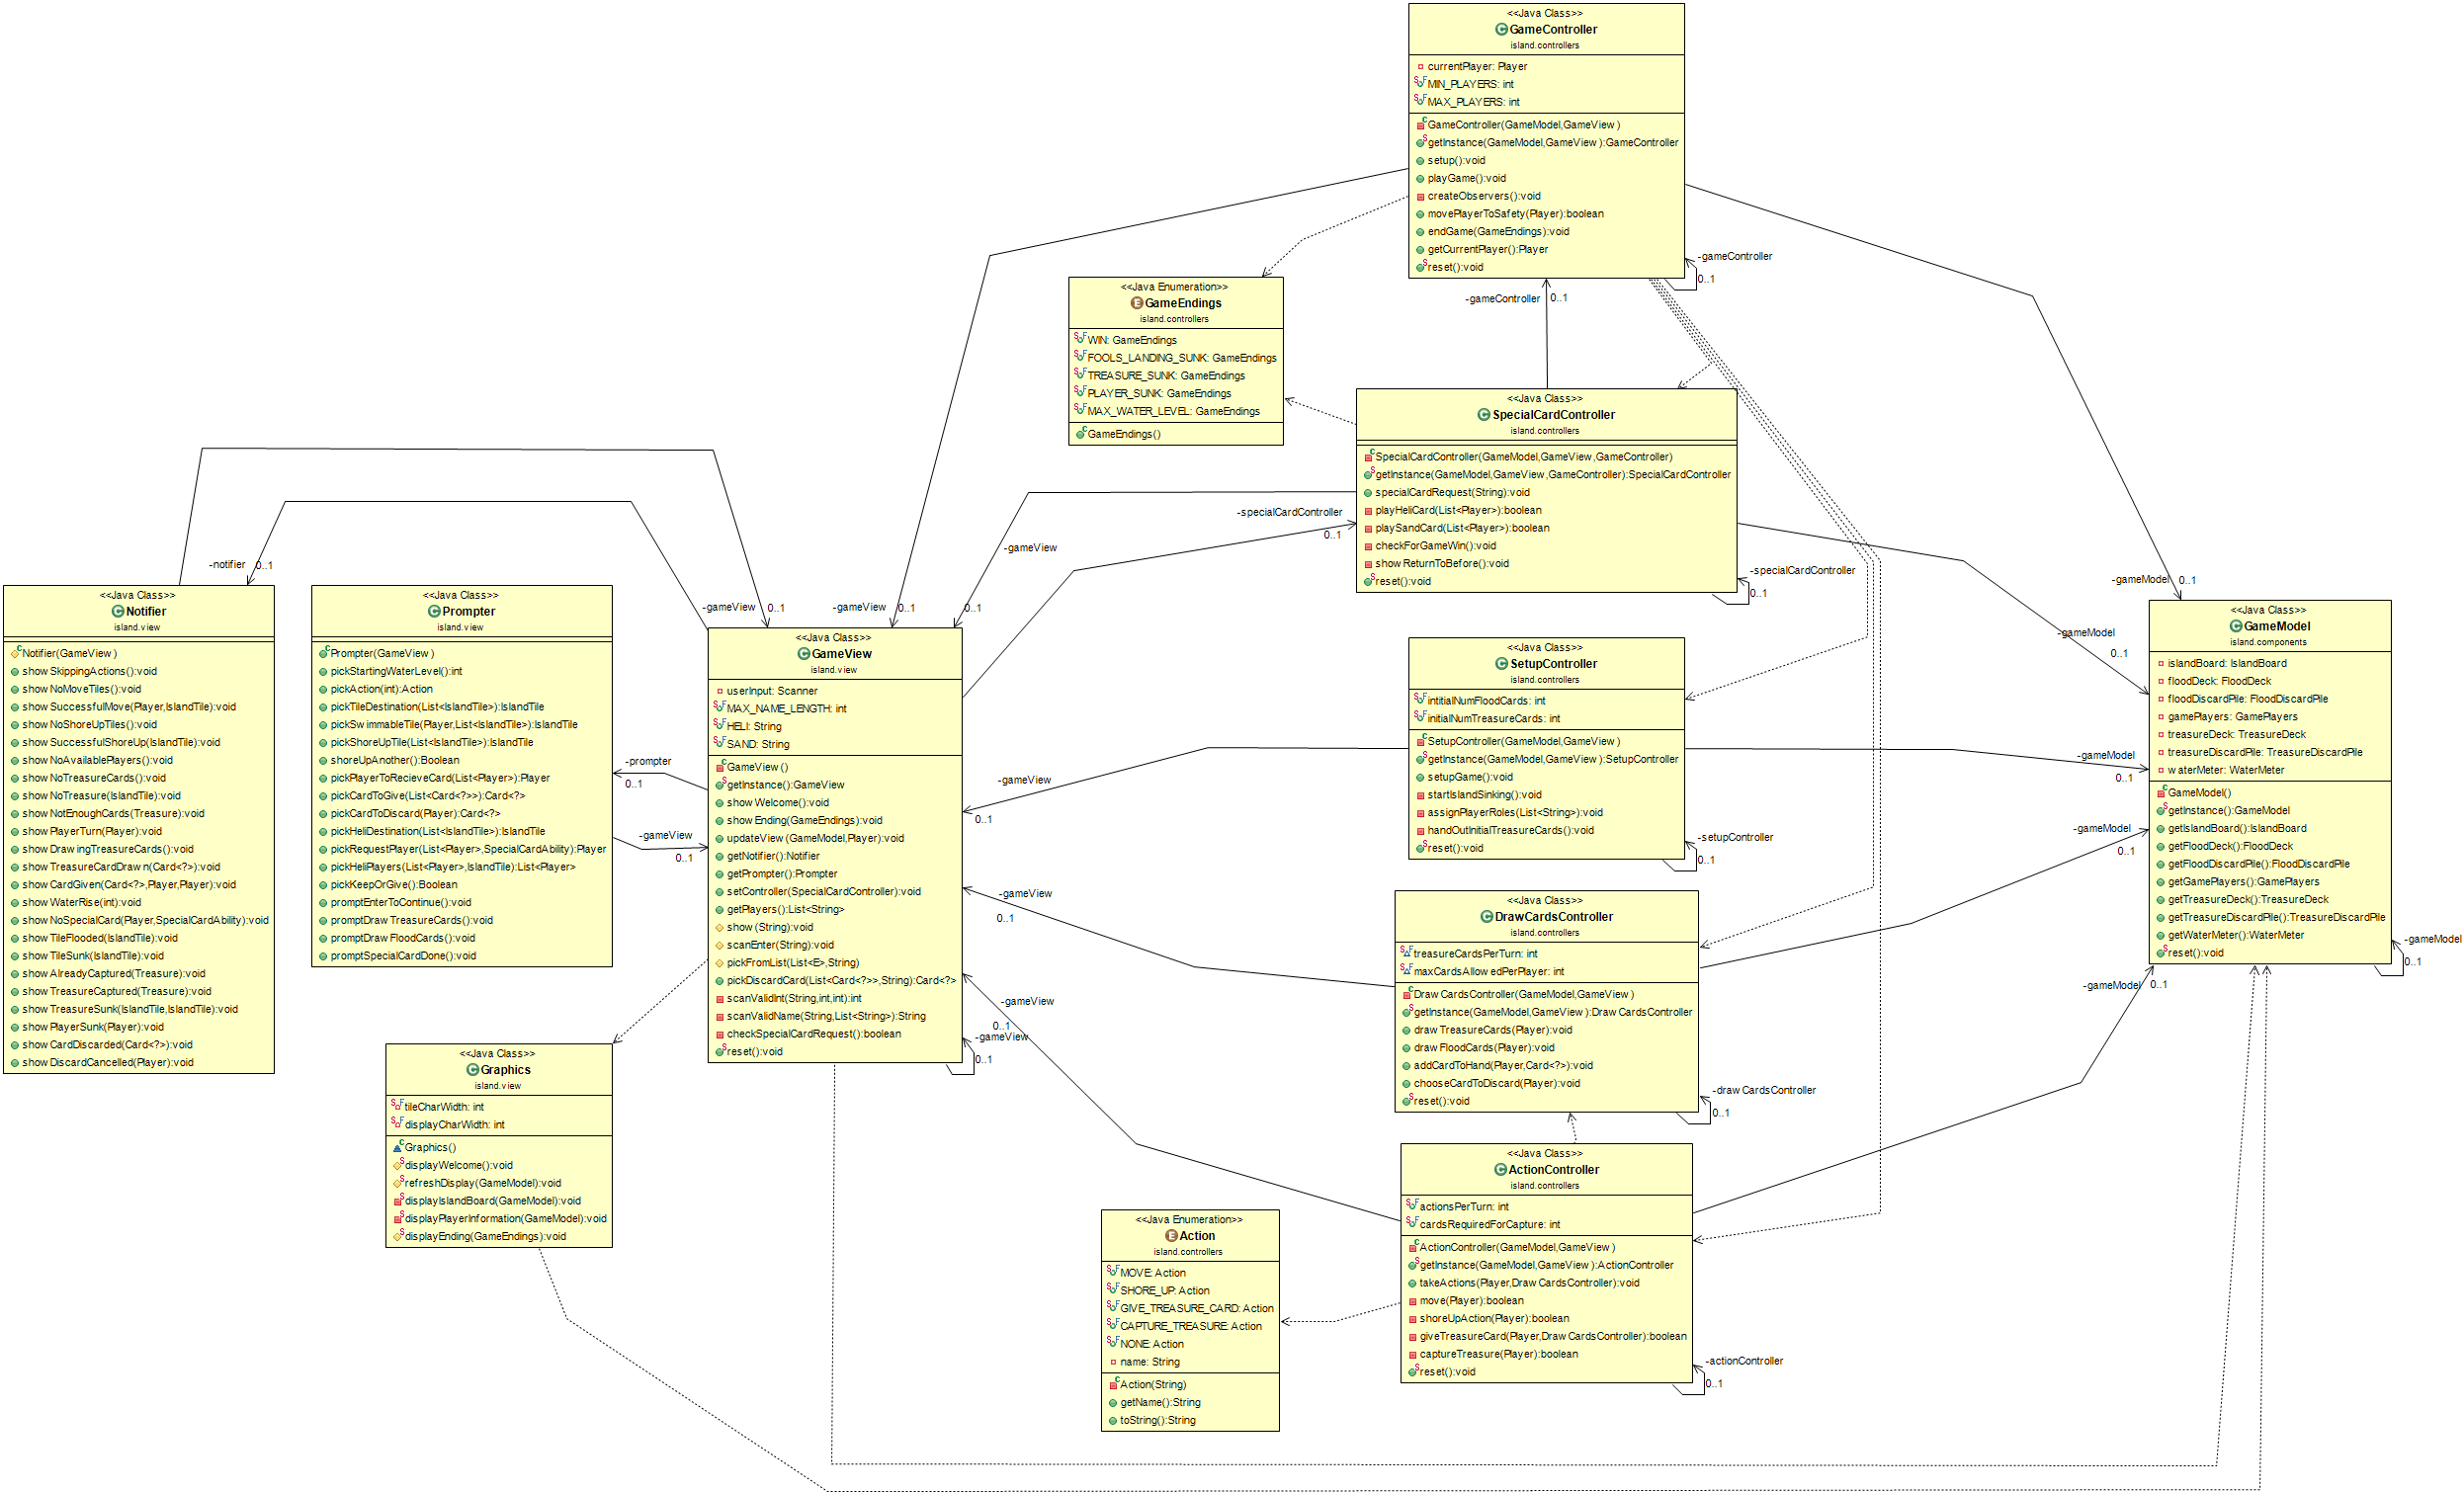 <<Java Class>>
GameController
island.controllers
currentPlayer: Player
MIN_PLAYERS: int
MAX_PLAYERS: int
GameController(GameModel,GameView)
getInstance(GameModel,GameView):GameController
setup():void
playGame():void
createObservers():void
movePlayerToSafety(Player):boolean
endGame(GameEndings):void
getCurrentPlayer():Player
reset():void
-gameController
0..1
-gameController
0..1
<<Java Enumeration>>
GameEndings
island.controllers
WIN: GameEndings
FOOLS_LANDING_SUNK: GameEndings
TREASURE_SUNK: GameEndings
PLAYER_SUNK: GameEndings
MAX_WATER_LEVEL: GameEndings
GameEndings()
<<Java Class>>
SpecialCardController
island.controllers
SpecialCardController(GameModel,GameView,GameController)
getInstance(GameModel,GameView,GameController):SpecialCardController
specialCardRequest(String):void
playHeliCard(List<Player>):boolean
playSandCard(List<Player>):boolean
checkForGameWin():void
showReturnToBefore():void
reset():void
-specialCardController
0..1
-specialCardController
0..1
-gameView
0..1
-gameView
0..1
-gameView
0..1
-notifier
0..1
-gameModel
0..1
-gameModel
0..1
<<Java Class>>
Notifier
island.view
Notifier(GameView)
showSkippingActions():void
showNoMoveTiles():void
showSuccessfulMove(Player,IslandTile):void
showNoShoreUpTiles():void
showSuccessfulShoreUp(IslandTile):void
showNoAvailablePlayers():void
showNoTreasureCards():void
showNoTreasure(IslandTile):void
showNotEnoughCards(Treasure):void
showPlayerTurn(Player):void
showDrawingTreasureCards():void
showTreasureCardDrawn(Card<?>):void
showCardGiven(Card<?>,Player,Player):void
showWaterRise(int):void
showNoSpecialCard(Player,SpecialCardAbility):void
showTileFlooded(IslandTile):void
showTileSunk(IslandTile):void
showAlreadyCaptured(Treasure):void
showTreasureCaptured(Treasure):void
showTreasureSunk(IslandTile,IslandTile):void
showPlayerSunk(Player):void
showCardDiscarded(Card<?>):void
showDiscardCancelled(Player):void
<<Java Class>>
Prompter
island.view
Prompter(GameView)
pickStartingWaterLevel():int
pickAction(int):Action
pickTileDestination(List<IslandTile>):IslandTile
pickSwimmableTile(Player,List<IslandTile>):IslandTile
pickShoreUpTile(List<IslandTile>):IslandTile
shoreUpAnother():Boolean
pickPlayerToRecieveCard(List<Player>):Player
pickCardToGive(List<Card<?>>):Card<?>
pickCardToDiscard(Player):Card<?>
pickHeliDestination(List<IslandTile>):IslandTile
pickRequestPlayer(List<Player>,SpecialCardAbility):Player
pickHeliPlayers(List<Player>,IslandTile):List<Player>
pickKeepOrGive():Boolean
promptEnterToContinue():void
promptDrawTreasureCards():void
promptDrawFloodCards():void
promptSpecialCardDone():void
-prompter
0..1
-gameView
0..1
<<Java Class>>
GameView
island.view
userInput: Scanner
MAX_NAME_LENGTH: int
HELI: String
SAND: String
GameView()
getInstance():GameView
showWelcome():void
showEnding(GameEndings):void
updateView(GameModel,Player):void
getNotifier():Notifier
getPrompter():Prompter
setController(SpecialCardController):void
getPlayers():List<String>
show(String):void
scanEnter(String):void
pickFromList(List<E>,String)
pickDiscardCard(List<Card<?>>,String):Card<?>
scanValidInt(String,int,int):int
scanValidName(String,List<String>):String
checkSpecialCardRequest():boolean
reset():void
-gameView
0..1
-gameView
0..1
-gameView
0..1
-gameView
0..1
<<Java Class>>
SetupController
island.controllers
intitialNumFloodCards: int
initialNumTreasureCards: int
SetupController(GameModel,GameView)
getInstance(GameModel,GameView):SetupController
setupGame():void
startIslandSinking():void
assignPlayerRoles(List<String>):void
handOutInitialTreasureCards():void
reset():void
-setupController
0..1
-gameModel
0..1
-gameModel
0..1
-gameModel
0..1
<<Java Class>>
GameModel
island.components
islandBoard: IslandBoard
floodDeck: FloodDeck
floodDiscardPile: FloodDiscardPile
gamePlayers: GamePlayers
treasureDeck: TreasureDeck
treasureDiscardPile: TreasureDiscardPile
waterMeter: WaterMeter
GameModel()
getInstance():GameModel
getIslandBoard():IslandBoard
getFloodDeck():FloodDeck
getFloodDiscardPile():FloodDiscardPile
getGamePlayers():GamePlayers
getTreasureDeck():TreasureDeck
getTreasureDiscardPile():TreasureDiscardPile
getWaterMeter():WaterMeter
reset():void
-gameModel
0..1
<<Java Class>>
DrawCardsController
island.controllers
treasureCardsPerTurn: int
maxCardsAllowedPerPlayer: int
DrawCardsController(GameModel,GameView)
getInstance(GameModel,GameView):DrawCardsController
drawTreasureCards(Player):void
drawFloodCards(Player):void
addCardToHand(Player,Card<?>):void
chooseCardToDiscard(Player):void
reset():void
-drawCardsController
0..1
<<Java Class>>
Graphics
island.view
tileCharWidth: int
displayCharWidth: int
Graphics()
displayWelcome():void
refreshDisplay(GameModel):void
displayIslandBoard(GameModel):void
displayPlayerInformation(GameModel):void
displayEnding(GameEndings):void
<<Java Class>>
ActionController
island.controllers
actionsPerTurn: int
cardsRequiredForCapture: int
ActionController(GameModel,GameView)
getInstance(GameModel,GameView):ActionController
takeActions(Player,DrawCardsController):void
move(Player):boolean
shoreUpAction(Player):boolean
giveTreasureCard(Player,DrawCardsController):boolean
captureTreasure(Player):boolean
reset():void
-actionController
0..1
<<Java Enumeration>>
Action
island.controllers
MOVE: Action
SHORE_UP: Action
GIVE_TREASURE_CARD: Action
CAPTURE_TREASURE: Action
NONE: Action
name: String
Action(String)
getName():String
toString():String